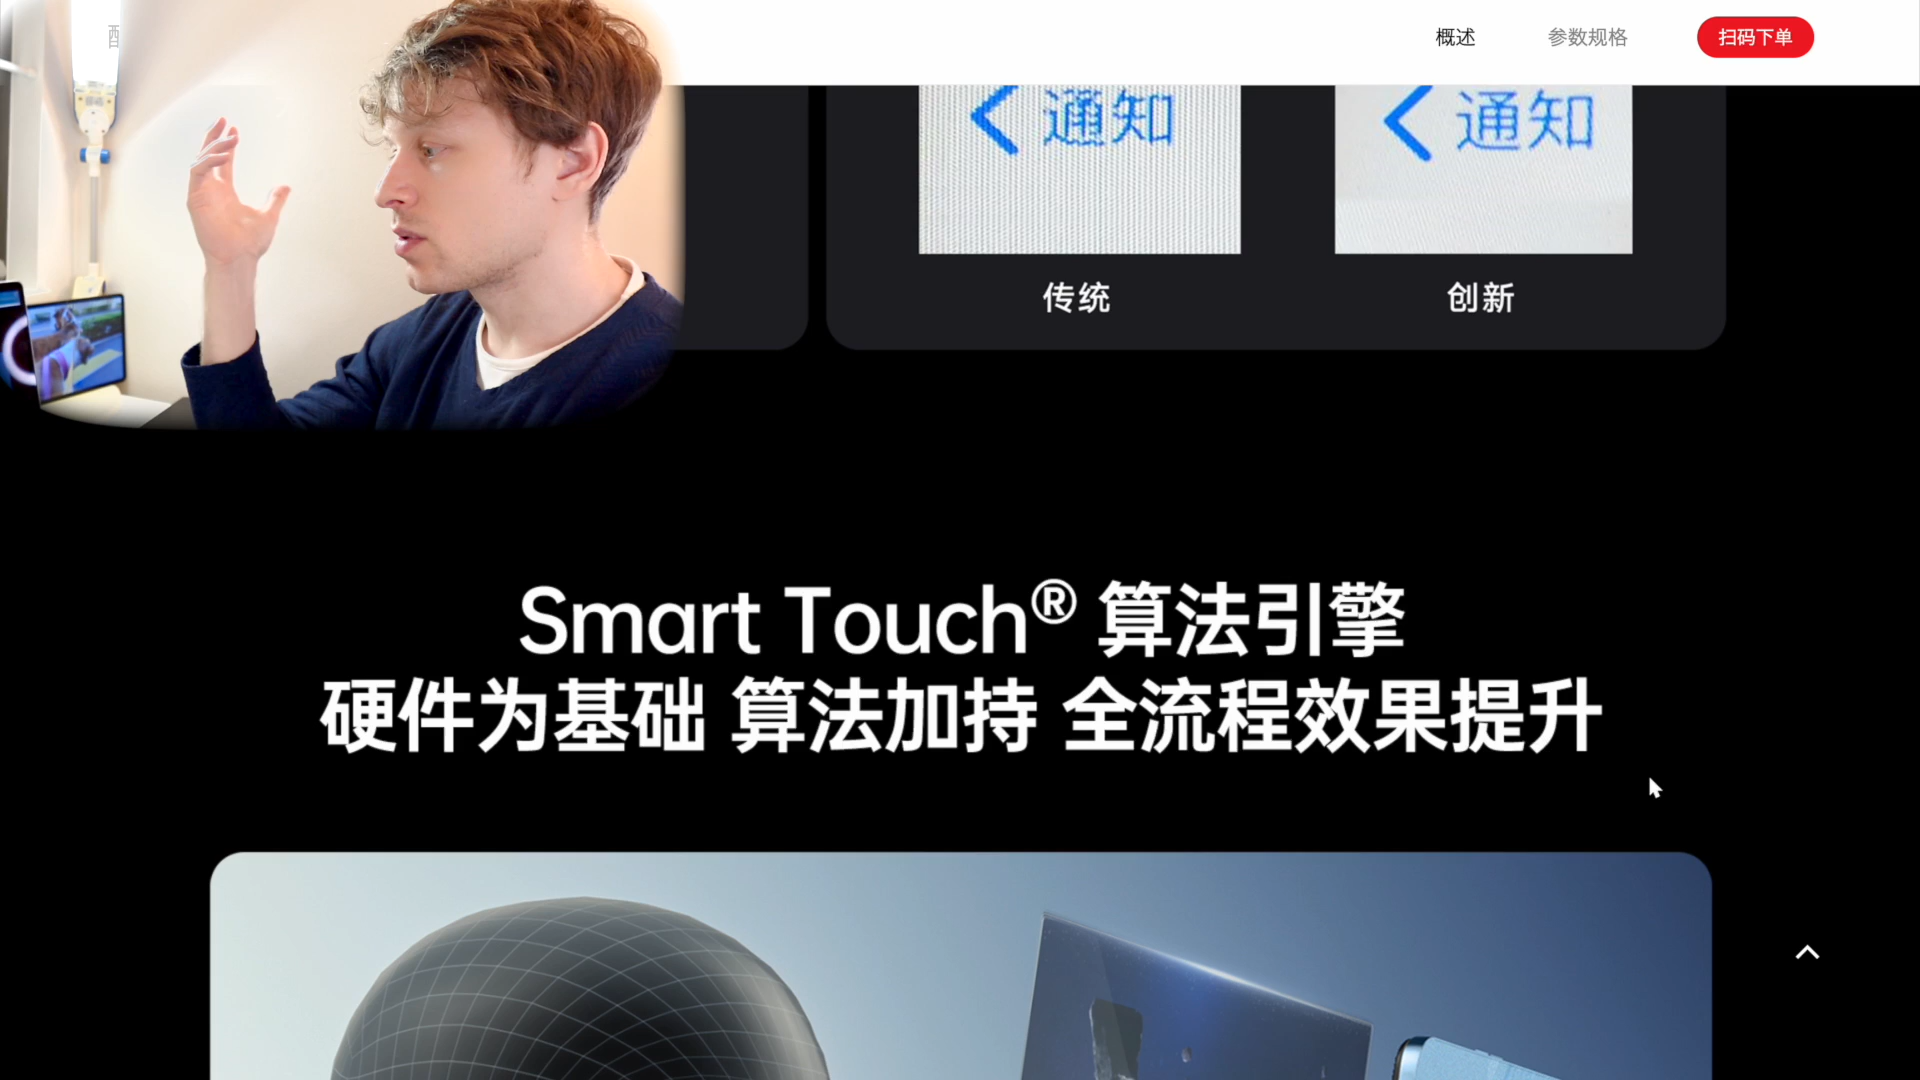 概述
参数规格
扫码下单
通知
通知
传统
创新
Smart Touch® 算法引擎
硬件为基础 算法加持 全流程效果提升